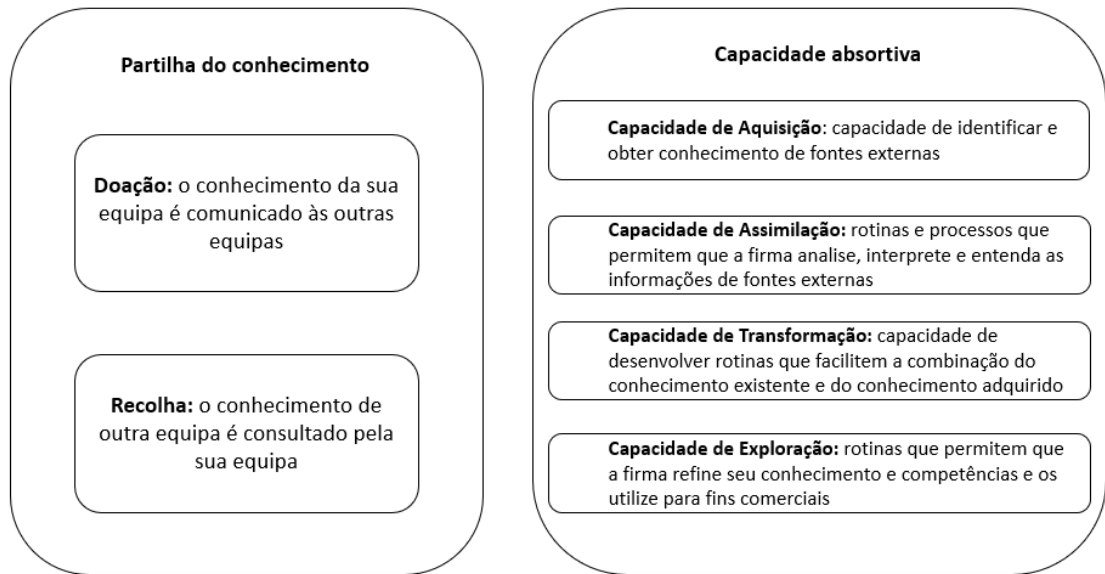 Partilha do conhecimento
Doação: o conhecimento da sua
equipa é comunicado às outras
equipas
Recolha: o conhecimento de
outra equipa é consultado pela
sua equipa
Capacidade absortiva
Capacidade de Aquisição: capacidade de identificar e
obter conhecimento de fontes externas
Capacidade de Assimilação: rotinas e processos que
permitem que a firma analise, interprete e entenda as
informações de fontes externas
Capacidade de Transformação: capacidade de
desenvolver rotinas que facilitem a combinação do
conhecimento existente e do conhecimento adquirido
Capacidade de Exploração: rotinas que permitem que
a firma refine seu conhecimento e competências e os
utilize para fins comerciais